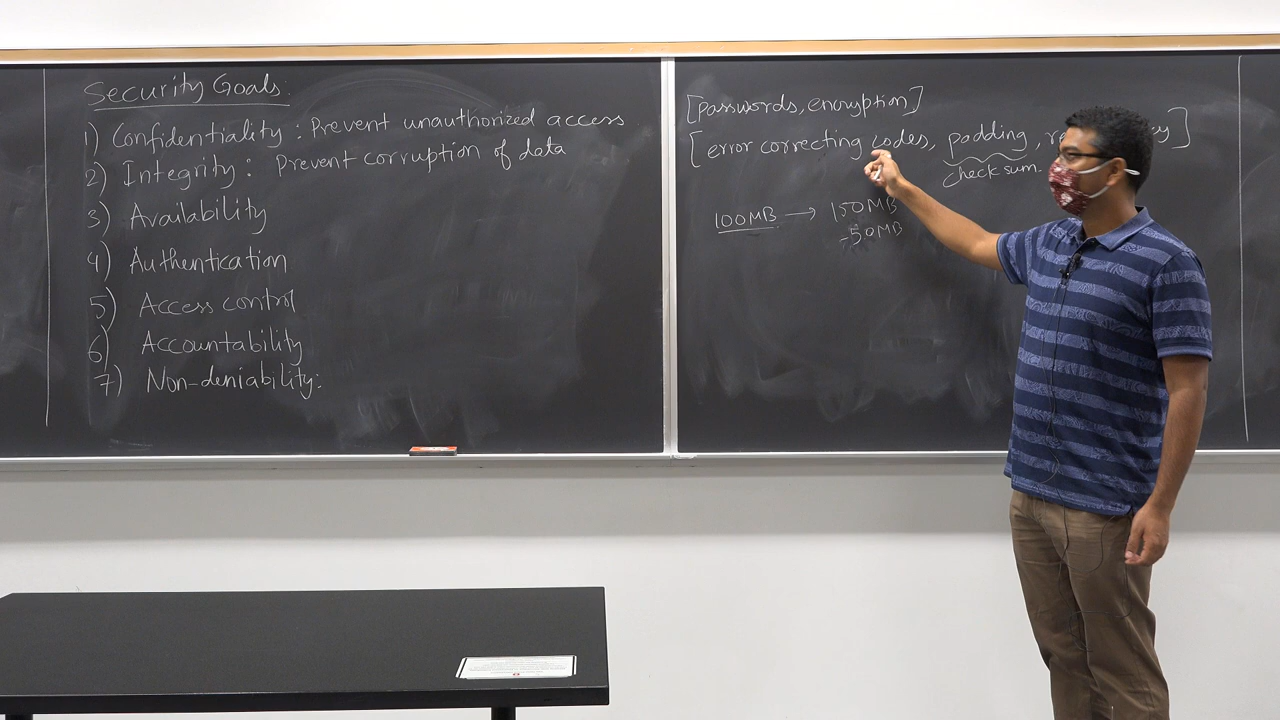 Security Goals:
1) Confidentiality : Prevent unauthorized access
2) Integrity : Prevent corruption of data
3) Availability
4) Authentication
5) Access control
6) Accountability
7) Non-deniability:
[passwords, encryption]
[error correcting codes, padding, ]
check sum.
100MB → 150MB
-50MB